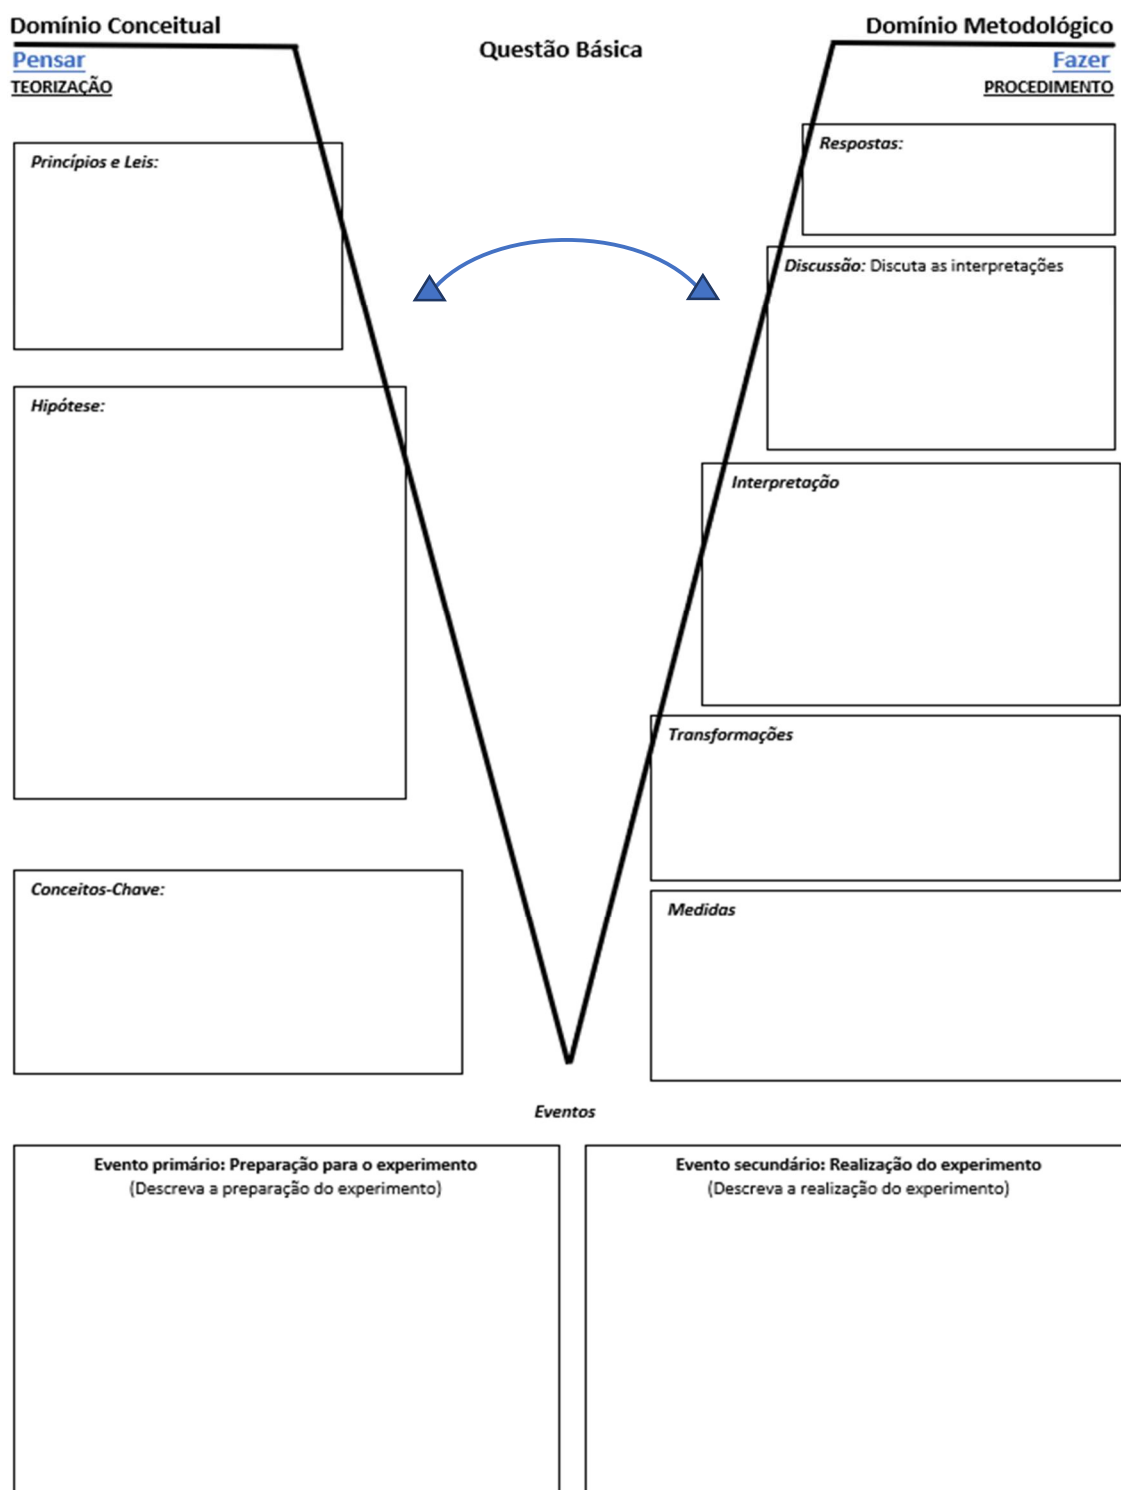 Domínio Conceitual
Pensar
TEORIZAÇÃO
Questão Básica
Domínio Metodológico
Fazer
PROCEDIMENTO
Princípios e Leis:
Hipótese:
Conceitos-Chave:
Respostas:
Discussão: Discuta as interpretações
Interpretação
Transformações
Medidas
Eventos
Evento primário: Preparação para o experimento
(Descreva a preparação do experimento)
Evento secundário: Realização do experimento
(Descreva a realização do experimento)